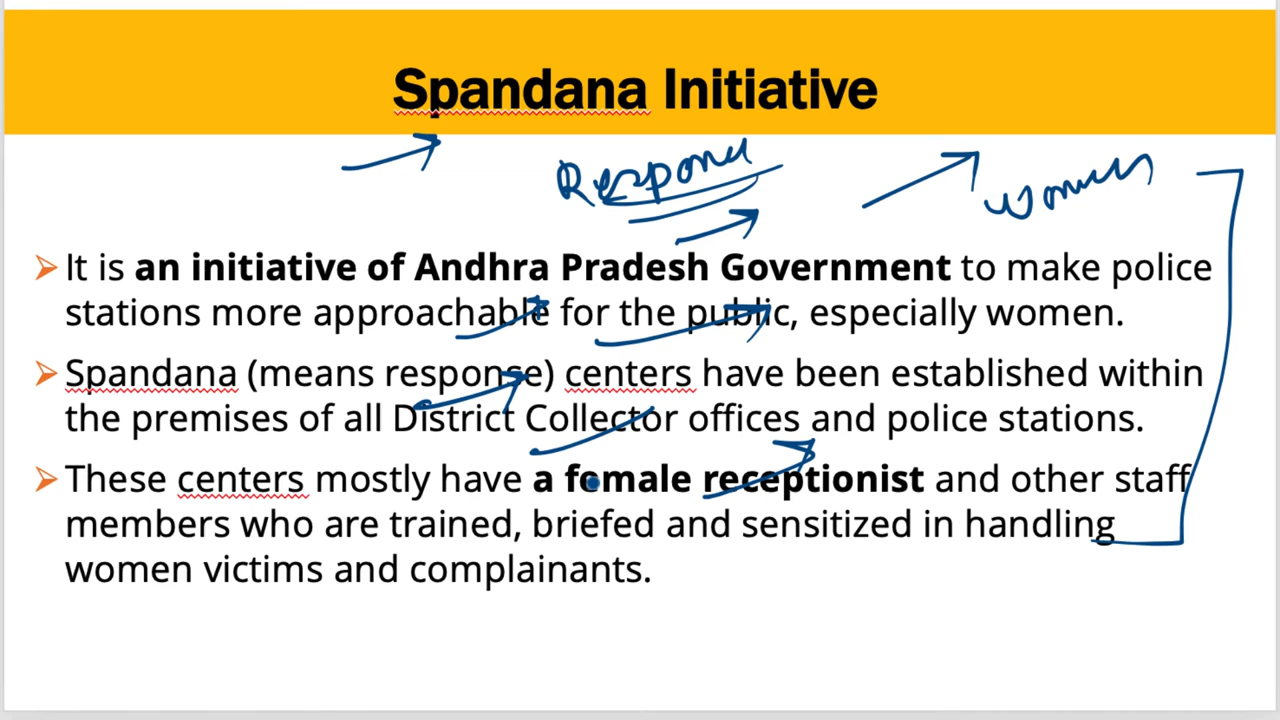 Spandana Initiative
Respond
women
➤ It is an initiative of Andhra Pradesh Government to make police
stations more approachable for the public, especially women.
➤ Spandana (means response) centers have been established within
the premises of all District Collector offices and police stations.
➤ These centers mostly have a female receptionist and other staff
members who are trained, briefed and sensitized in handling
women victims and complainants.